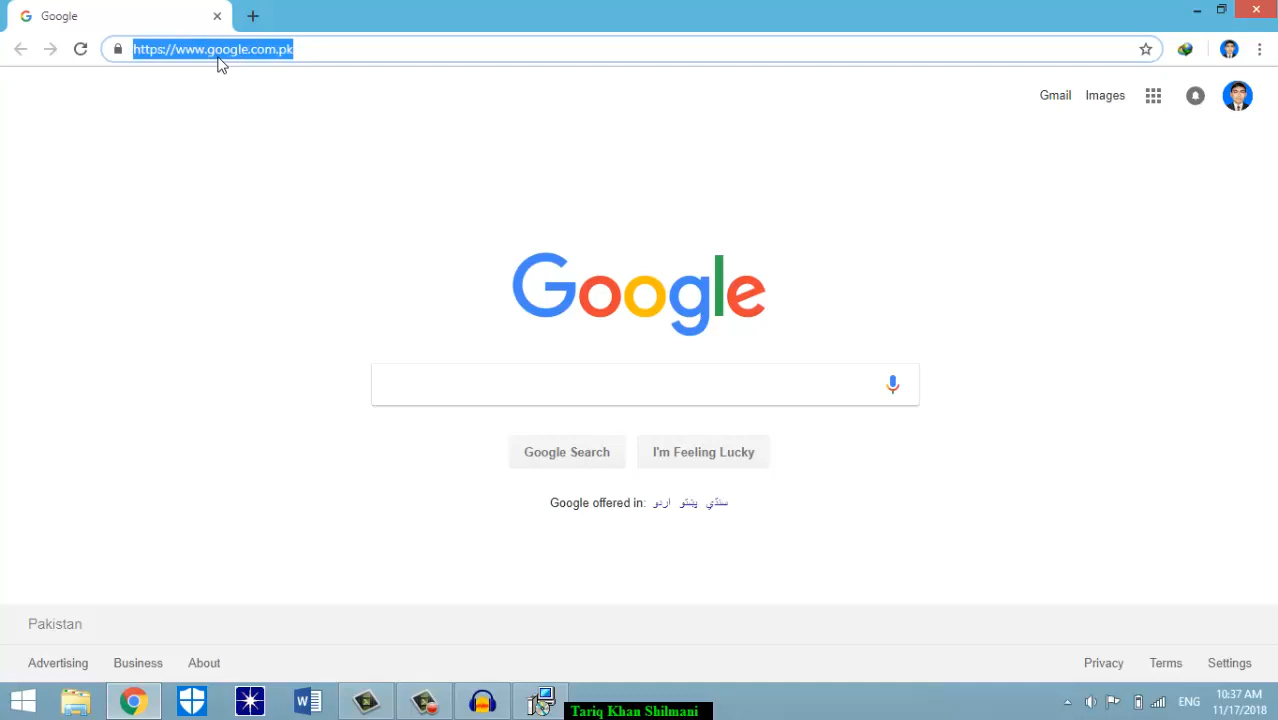 Google
https://www.google.com.pk
Gmail Images
Google
Google Search I'm Feeling Lucky
Google offered in: اردو پښتو سنڌي
Pakistan
Advertising Business About
Privacy Terms Settings
ENG
10:37 AM
11/17/2018
Tariq Khan Shilmani